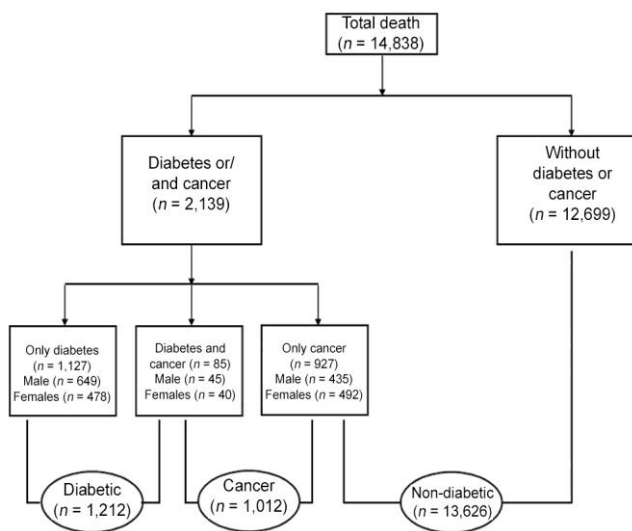 Total death
(n = 14,838)
Diabetes or/
and cancer
(n = 2,139)
Without
diabetes or
cancer
(n = 12,699)
Only diabetes
(n = 1,127)
Male (n = 649)
Females (n = 478)
Diabetes and
cancer (n = 85)
Male (n = 45)
Females (n = 40)
Only cancer
(n = 927)
Male (n = 435)
Females (n = 492)
Diabetic
(n = 1,212)
Cancer
(n = 1,012)
Non-diabetic
(n = 13,626)